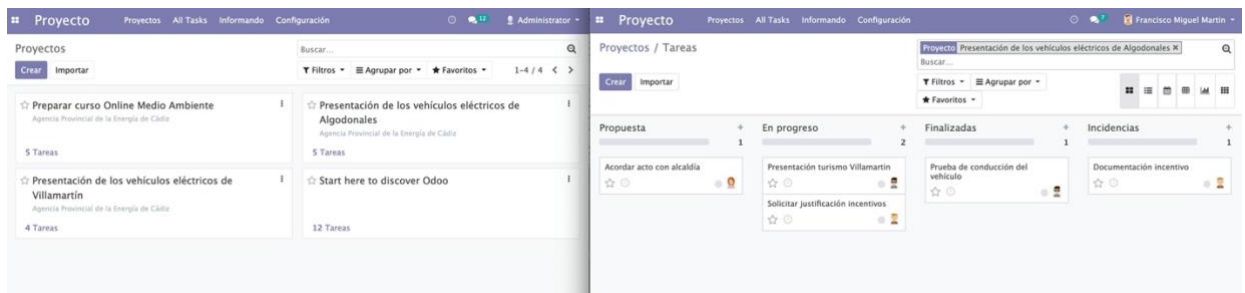 Proyecto Proyectos All Tasks Informando Configuración 12 Administrator
Proyectos
Buscar...
Crear Importar
Filtros Agrupar por Favoritos 1-4 / 4
Preparar curso Online Medio Ambiente
Agencia Provincial de la Energía de Cádiz
5 Tareas
Presentación de los vehículos eléctricos de
Algodonales
Agencia Provincial de la Energía de Cádiz
5 Tareas
Presentación de los vehículos eléctricos de
Villamartín
Agencia Provincial de la Energía de Cádiz
4 Tareas
Start here to discover Odoo
12 Tareas
Proyecto Proyectos All Tasks Informando Configuración 7 Francisco Miguel Martin
Proyectos / Tareas
Proyecto Presentación de los vehículos eléctricos de Algodonales ×
Buscar...
Crear Importar
Filtros Agrupar por
Favoritos
Propuesta +
1
Acordar acto con alcaldía
En progreso +
2
Presentación turismo Villamartin
Solicitar justificación incentivos
Finalizadas +
1
Prueba de conducción del
vehículo
Incidencias +
1
Documentación incentivo